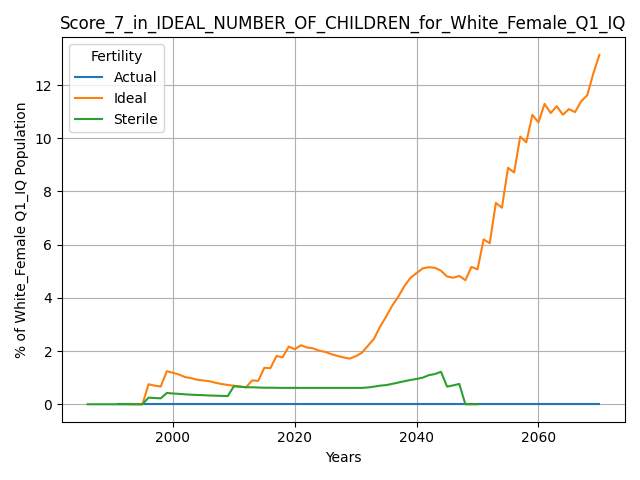 Score_7_in_IDEAL_NUMBER_OF_CHILDREN_for_White_Female_Q1_IQ
Fertility
Actual
Ideal
Sterile
% of White_Female Q1_IQ Population
12
10
8
6
4
2
0
2000
2020
2040
2060
Years